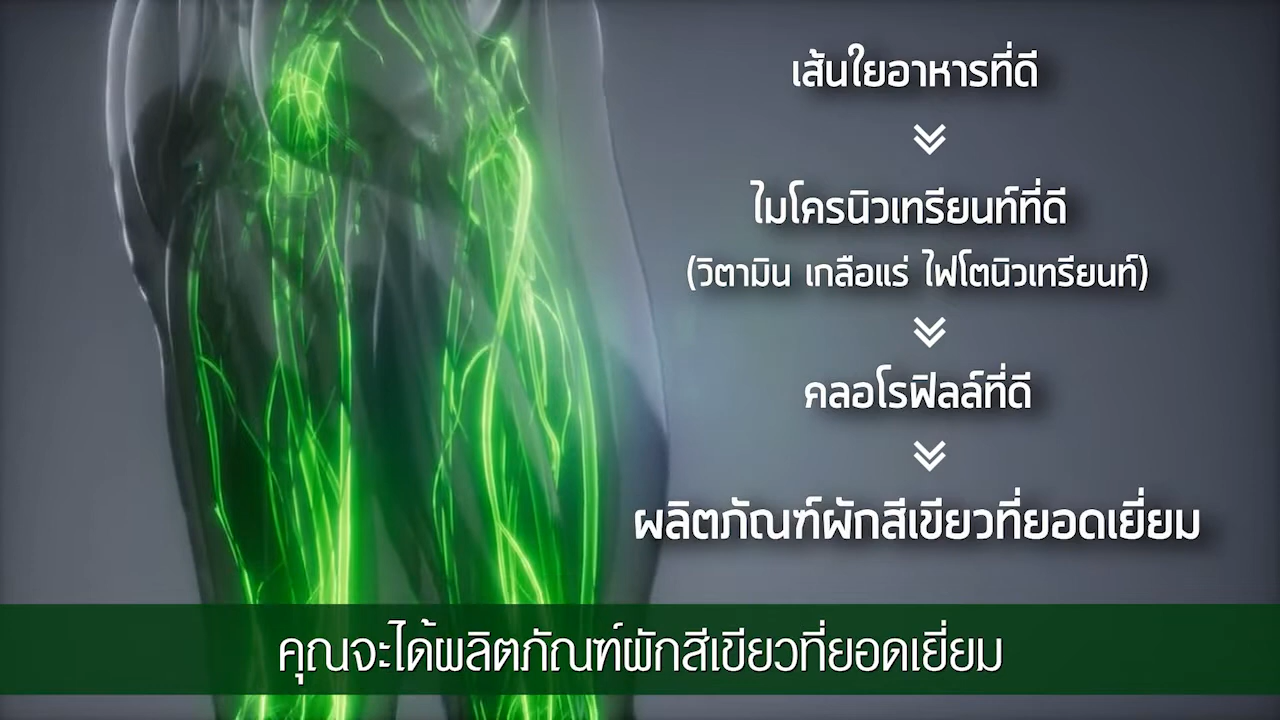 เส้นใยอาหารที่ดี
ไมโครนิวเทรียนท์ที่ดี
(วิตามิน เกลือแร่ ไฟโตนิวเทรียนท์)
คลอโรฟิลล์ที่ดี
ผลิตภัณฑ์ผักสีเขียวที่ยอดเยี่ยม
คุณจะได้ผลิตภัณฑ์ผักสีเขียวที่ยอดเยี่ยม